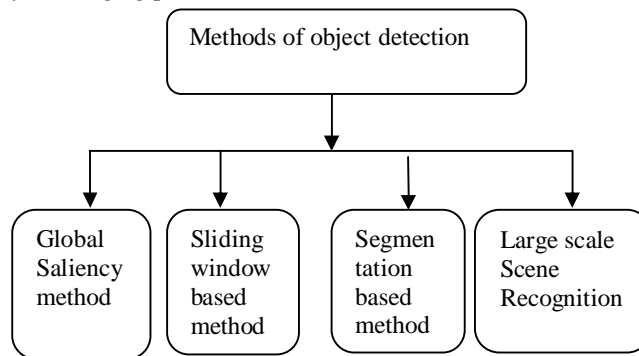 Methods of object detection
Global
Saliency
method
Sliding
window
based
method
Segmen
tation
based
method
Large scale
Scene
Recognition